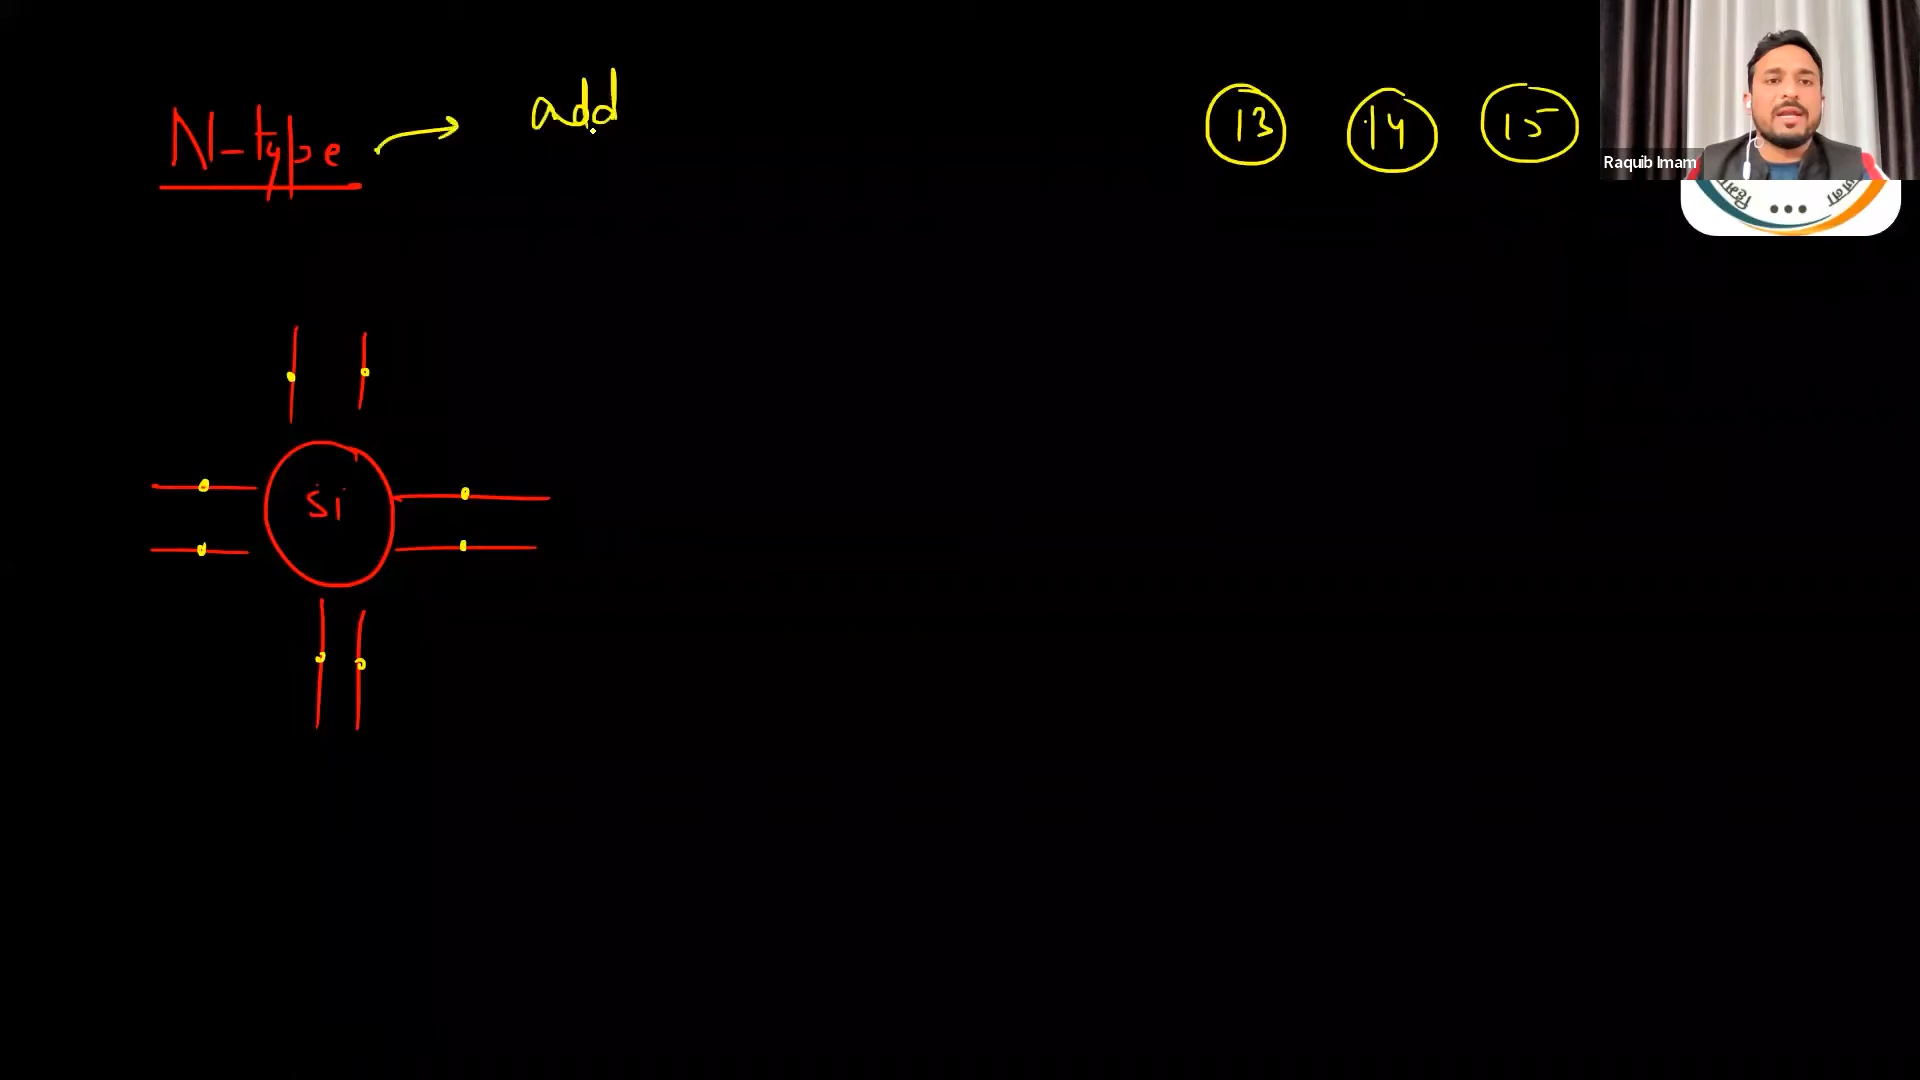 N-type → add
13 14 15
Raquib Imam
Si